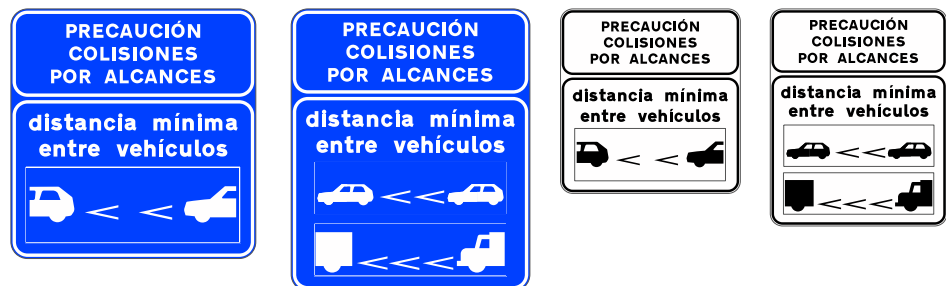 PRECAUCIÓN
COLISIONES
POR ALCANCES
distancia mínima
entre vehículos
PRECAUCIÓN
COLISIONES
POR ALCANCES
distancia mínima
entre vehículos
PRECAUCIÓN
COLISIONES
POR ALCANCES
distancia mínima
entre vehículos
PRECAUCIÓN
COLISIONES
POR ALCANCES
distancia mínima
entre vehículos